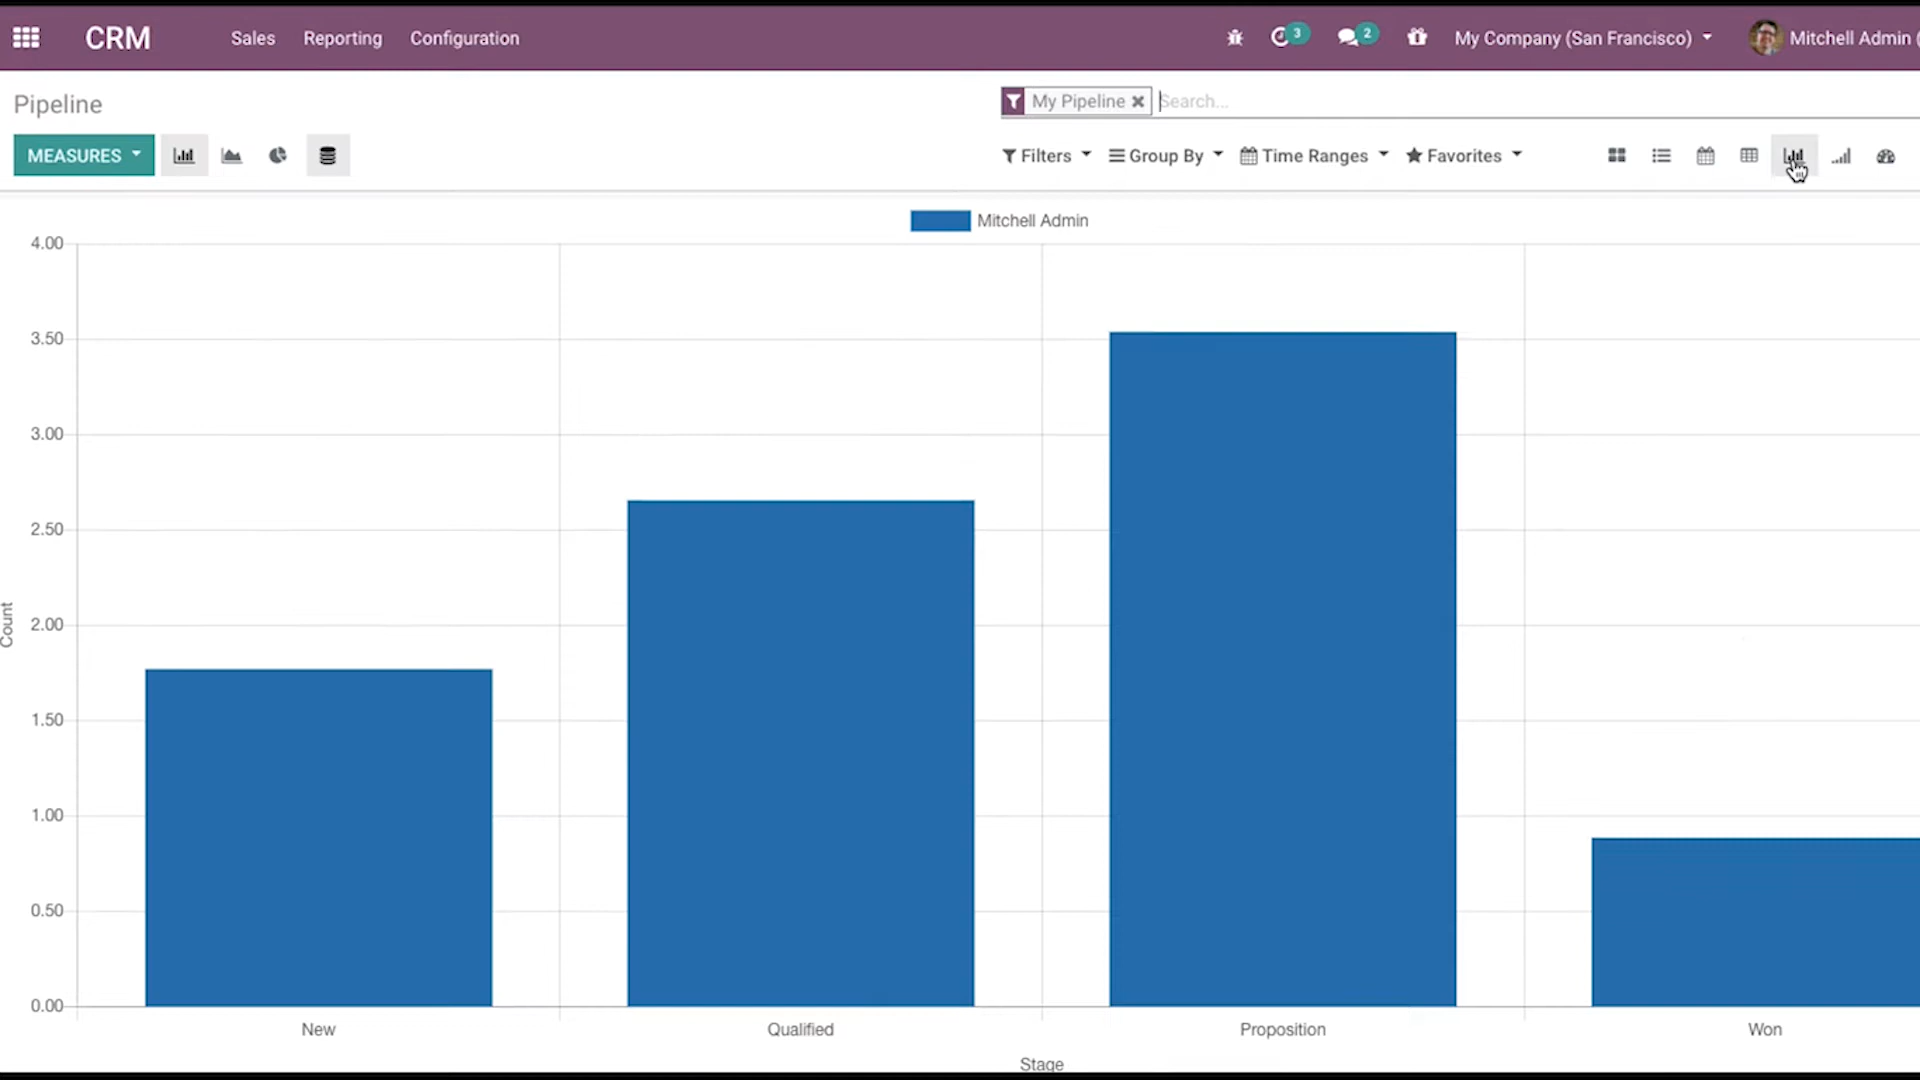 CRM Sales Reporting Configuration 3 2 My Company (San Francisco) Mitchell Admin (
Pipeline My Pipeline Search...
MEASURES Filters Group By Time Ranges Favorites
Mitchell Admin
4.00
3.50
3.00
2.50
2.00
1.50
1.00
0.50
0.00
Count
New Qualified Proposition Won
Stage